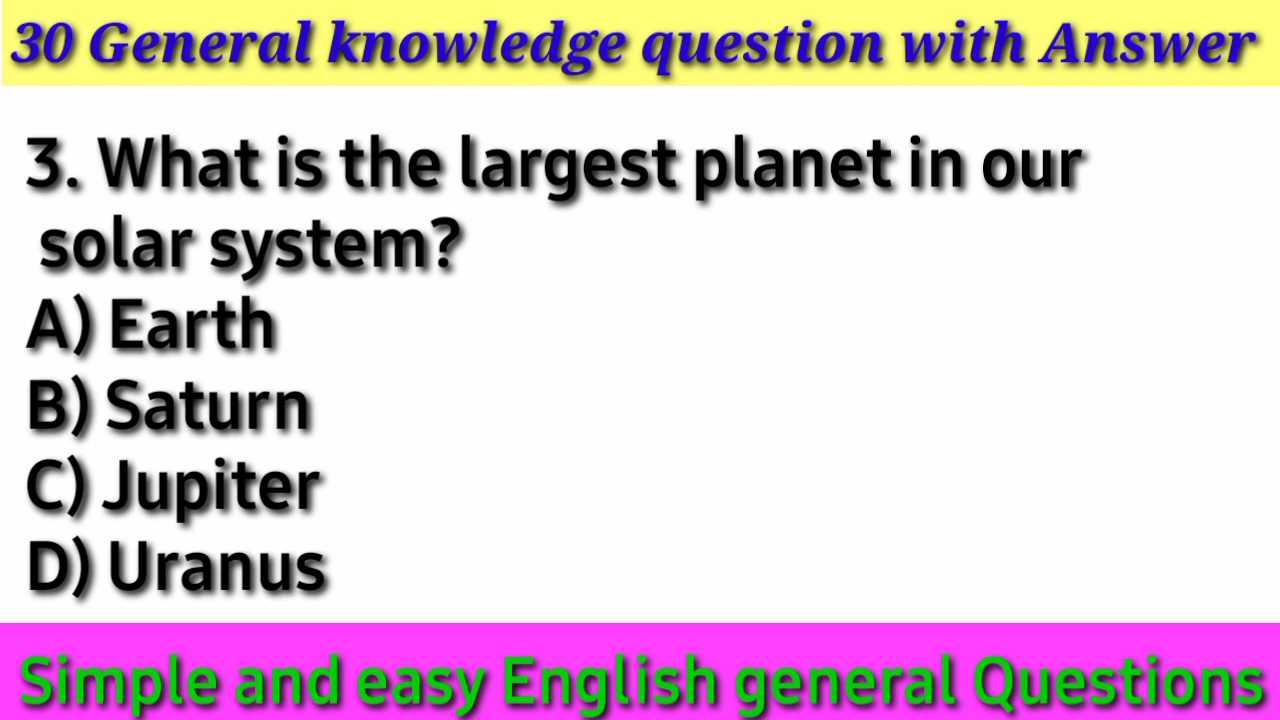 30 General knowledge question with Answer
3. What is the largest planet in our
solar system?
A) Earth
B) Saturn
C) Jupiter
D) Uranus
Simple and easy English general Questions